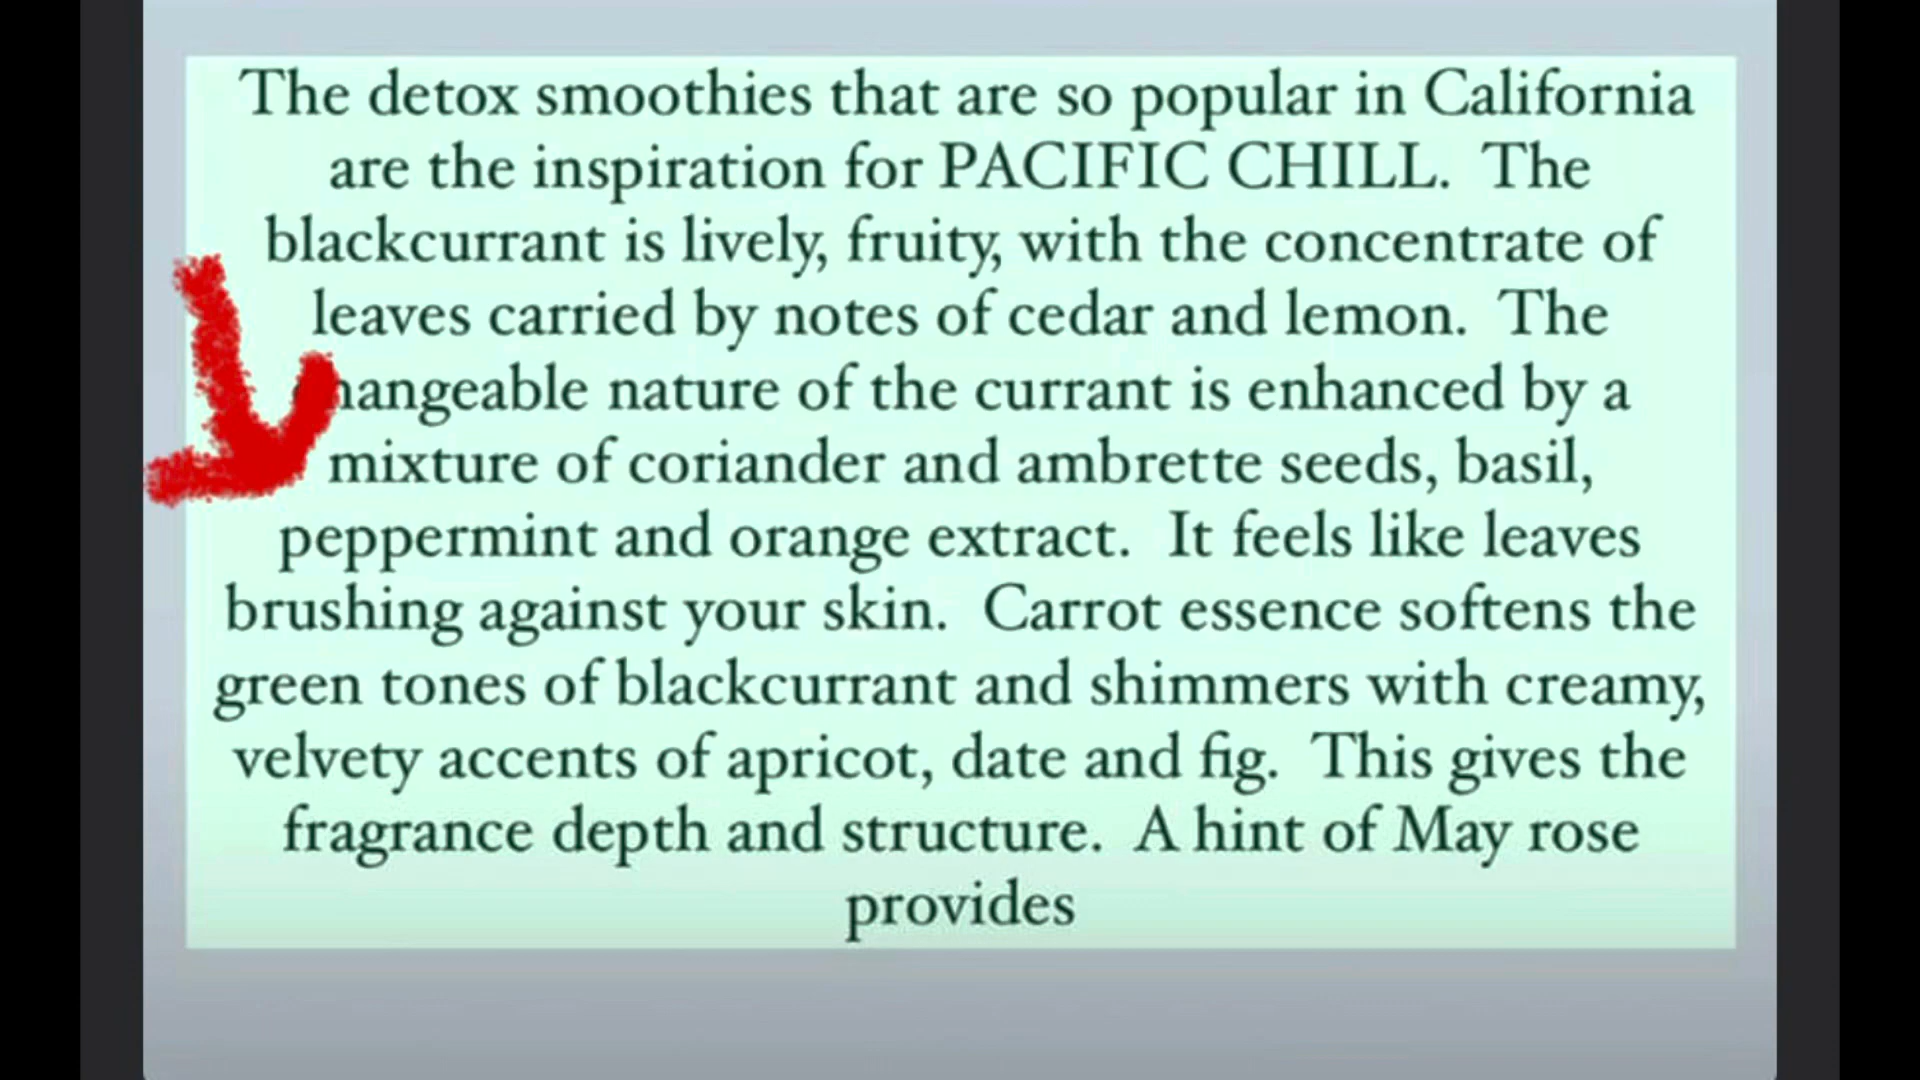 The detox smoothies that are so popular in California
are the inspiration for PACIFIC CHILL. The
blackcurrant is lively, fruity, with the concentrate of
leaves carried by notes of cedar and lemon. The
hangeable nature of the currant is enhanced by a
mixture of coriander and ambrette seeds, basil,
peppermint and orange extract. It feels like leaves
brushing against your skin. Carrot essence softens the
green tones of blackcurrant and shimmers with creamy,
velvety accents of apricot, date and fig. This gives the
fragrance depth and structure. A hint of May rose
provides